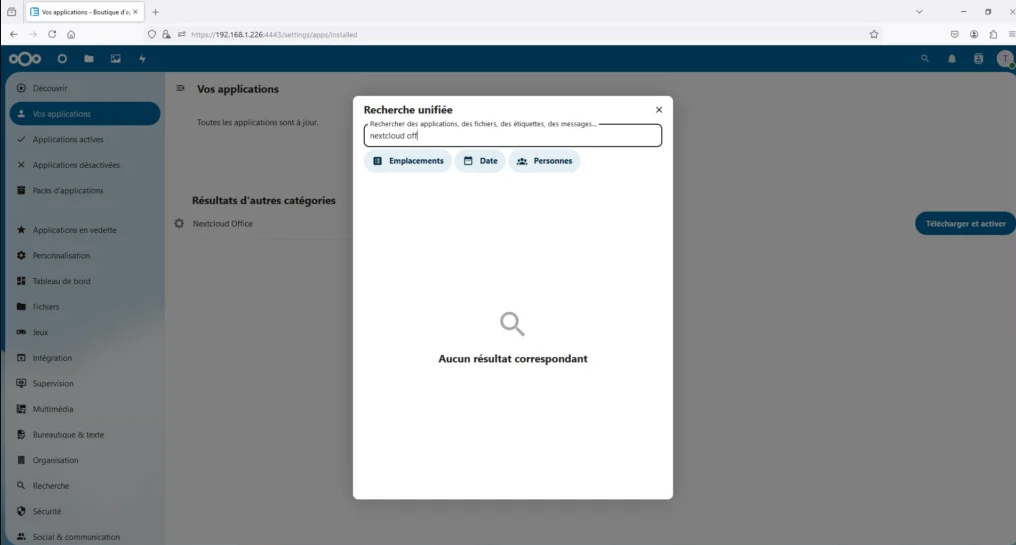 Vos applications - Boutique d'a
https://192.168.1.226:4443/settings/apps/installed
T
Découvrir
Vos applications
Applications actives
Applications désactivées
Packs d'applications
Applications en vedette
Personnalisation
Tableau de bord
Fichiers
Jeux
Intégration
Supervision
Multimédia
Bureautique & texte
Organisation
Recherche
Sécurité
Social & communication
Vos applications
Toutes les applications sont à jour.
Résultats d'autres catégories
Nextcloud Office
Télécharger et activer
Recherche unifiée
Rechercher des applications, des fichiers, des étiquettes, des messages...
nextcloud off
Emplacements
Date
Personnes
Aucun résultat correspondant